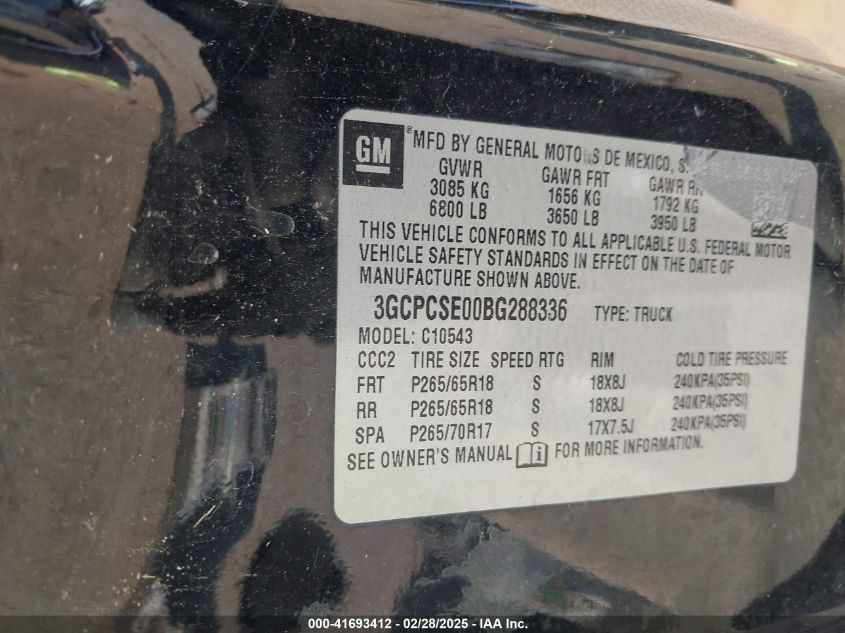 GM
®MFD BY GENERAL MOTORS DE MEXICO, S.
GVWR GAWR FRT GAWR RR
3085 KG 1656 KG 1792 KG
6800 LB 3650 LB 3950 LB
THIS VEHICLE CONFORMS TO ALL APPLICABLE U.S. FEDERAL MOTOR
VEHICLE SAFETY STANDARDS IN EFFECT ON THE DATE OF
MANUFACTURE SHOWN ABOVE.
3GCPCSE00BG288336 TYPE: TRUCK
MODEL: C10543
CCC2 TIRE SIZE SPEED RTG RIM COLD TIRE PRESSURE
FRT P265/65R18 S 18X8J 240KPA(35PSI)
RR P265/65R18 S 18X8J 240KPA(35PSI)
SPA P265/70R17 S 17X7.5J 240KPA(35PSI)
SEE OWNER'S MANUAL i FOR MORE INFORMATION.
000-41693412 - 02/28/2025 - IAA Inc.